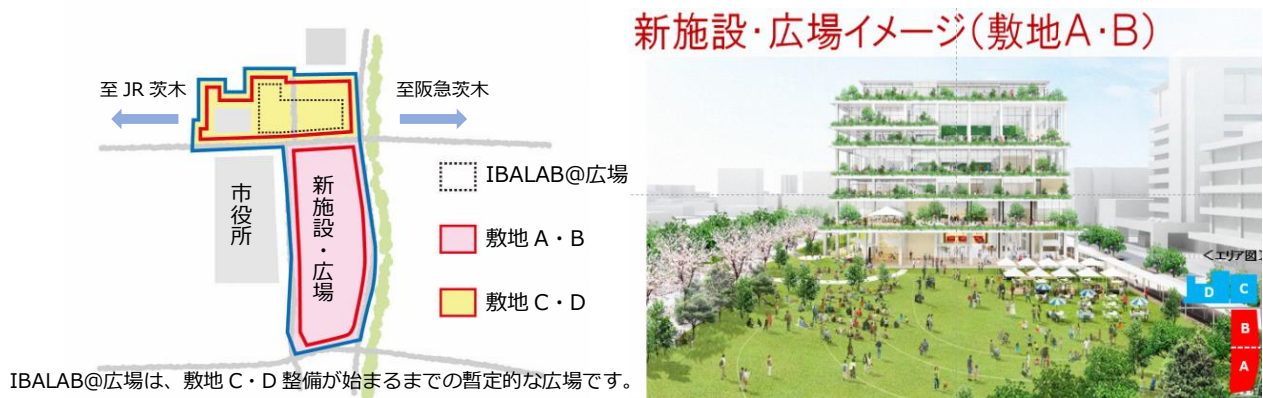 新施設・広場イメージ(敷地A・B)
至 JR 茨木
至阪急茨木
市役所
新施設・広場
IBALAB@広場
敷地 A・B
敷地 C・D
<エリア図>
D
C
B
A
IBALAB@広場は、敷地 C・D 整備が始まるまでの暫定的な広場です。